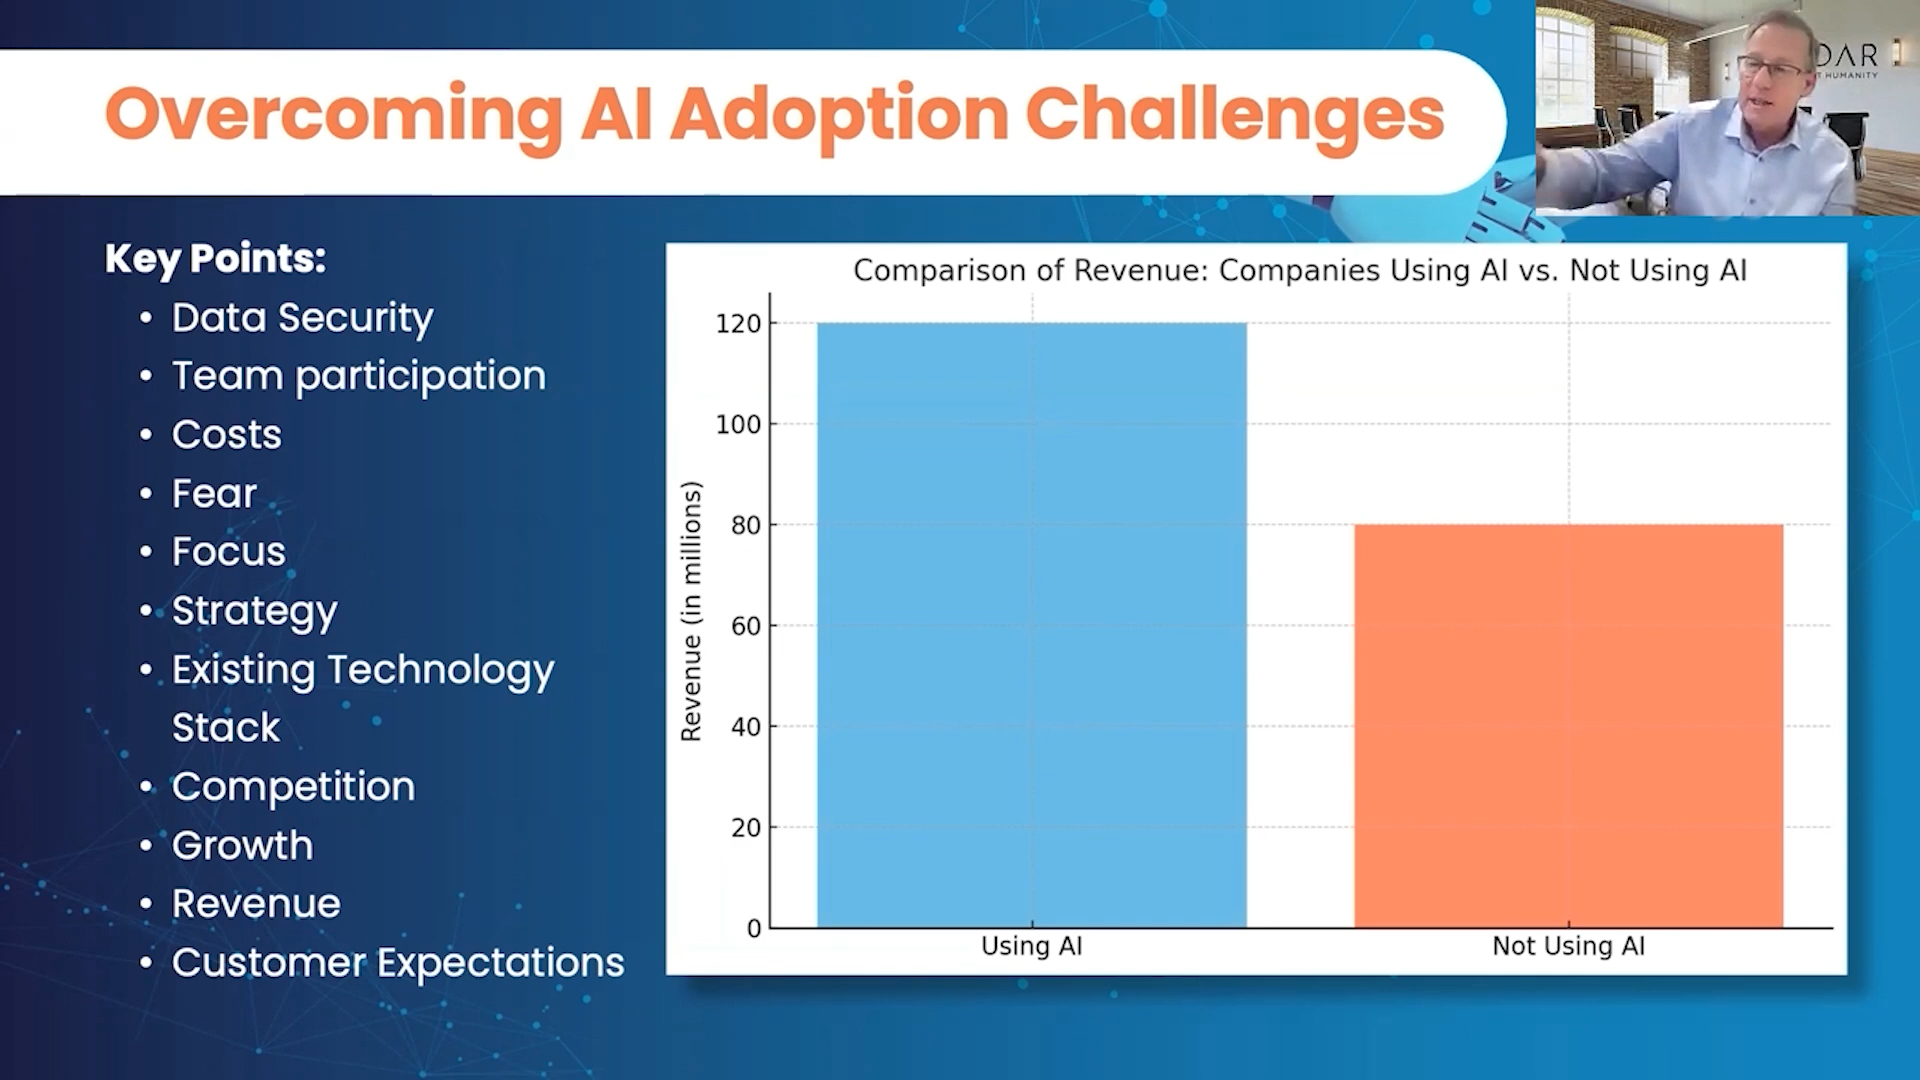 Overcoming AI Adoption Challenges
DAR
T HUMANITY
Key Points:
• Data Security
• Team participation
• Costs
• Fear
• Focus
• Strategy
• Existing Technology
Stack
• Competition
• Growth
• Revenue
• Customer Expectations
Comparison of Revenue: Companies Using AI vs. Not Using AI
Revenue (in millions)
120
100
80
60
40
20
0
Using AI
Not Using AI